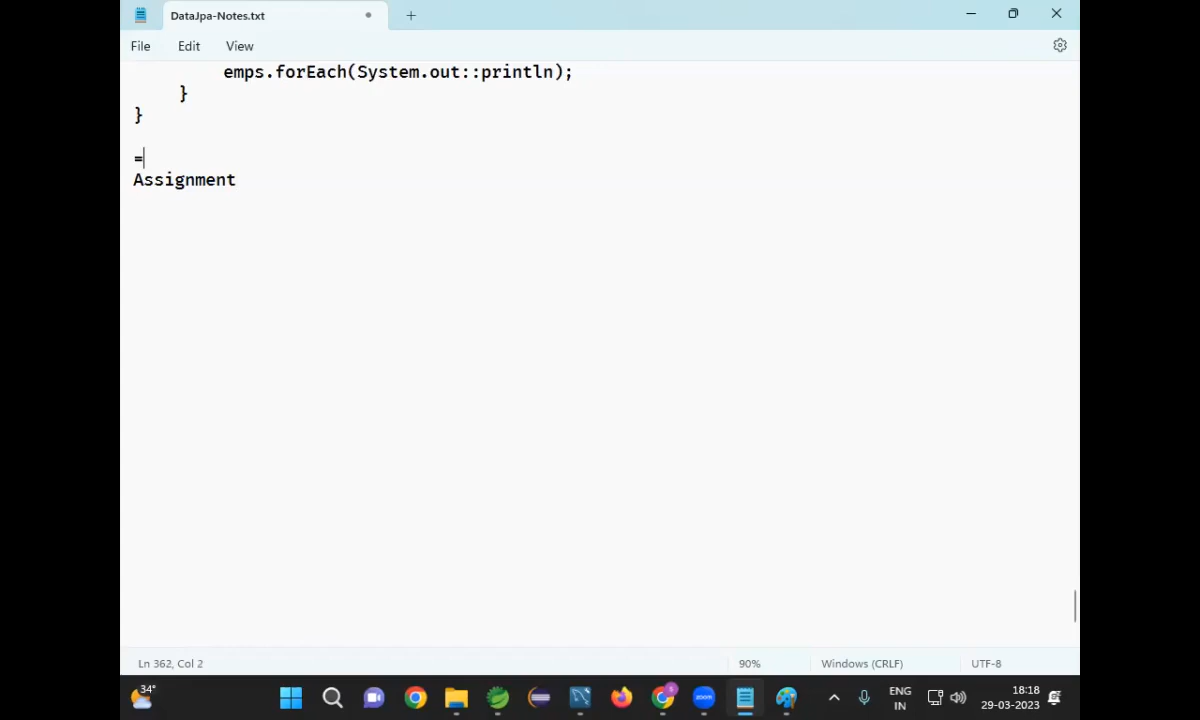 DataJpa-Notes.txt
File Edit View
emps.forEach(System.out::println);
}
}
=
Assignment
Ln 362, Col 2 90% Windows (CRLF) UTF-8
34°
zoom
ENG
IN
18:18
29-03-2023